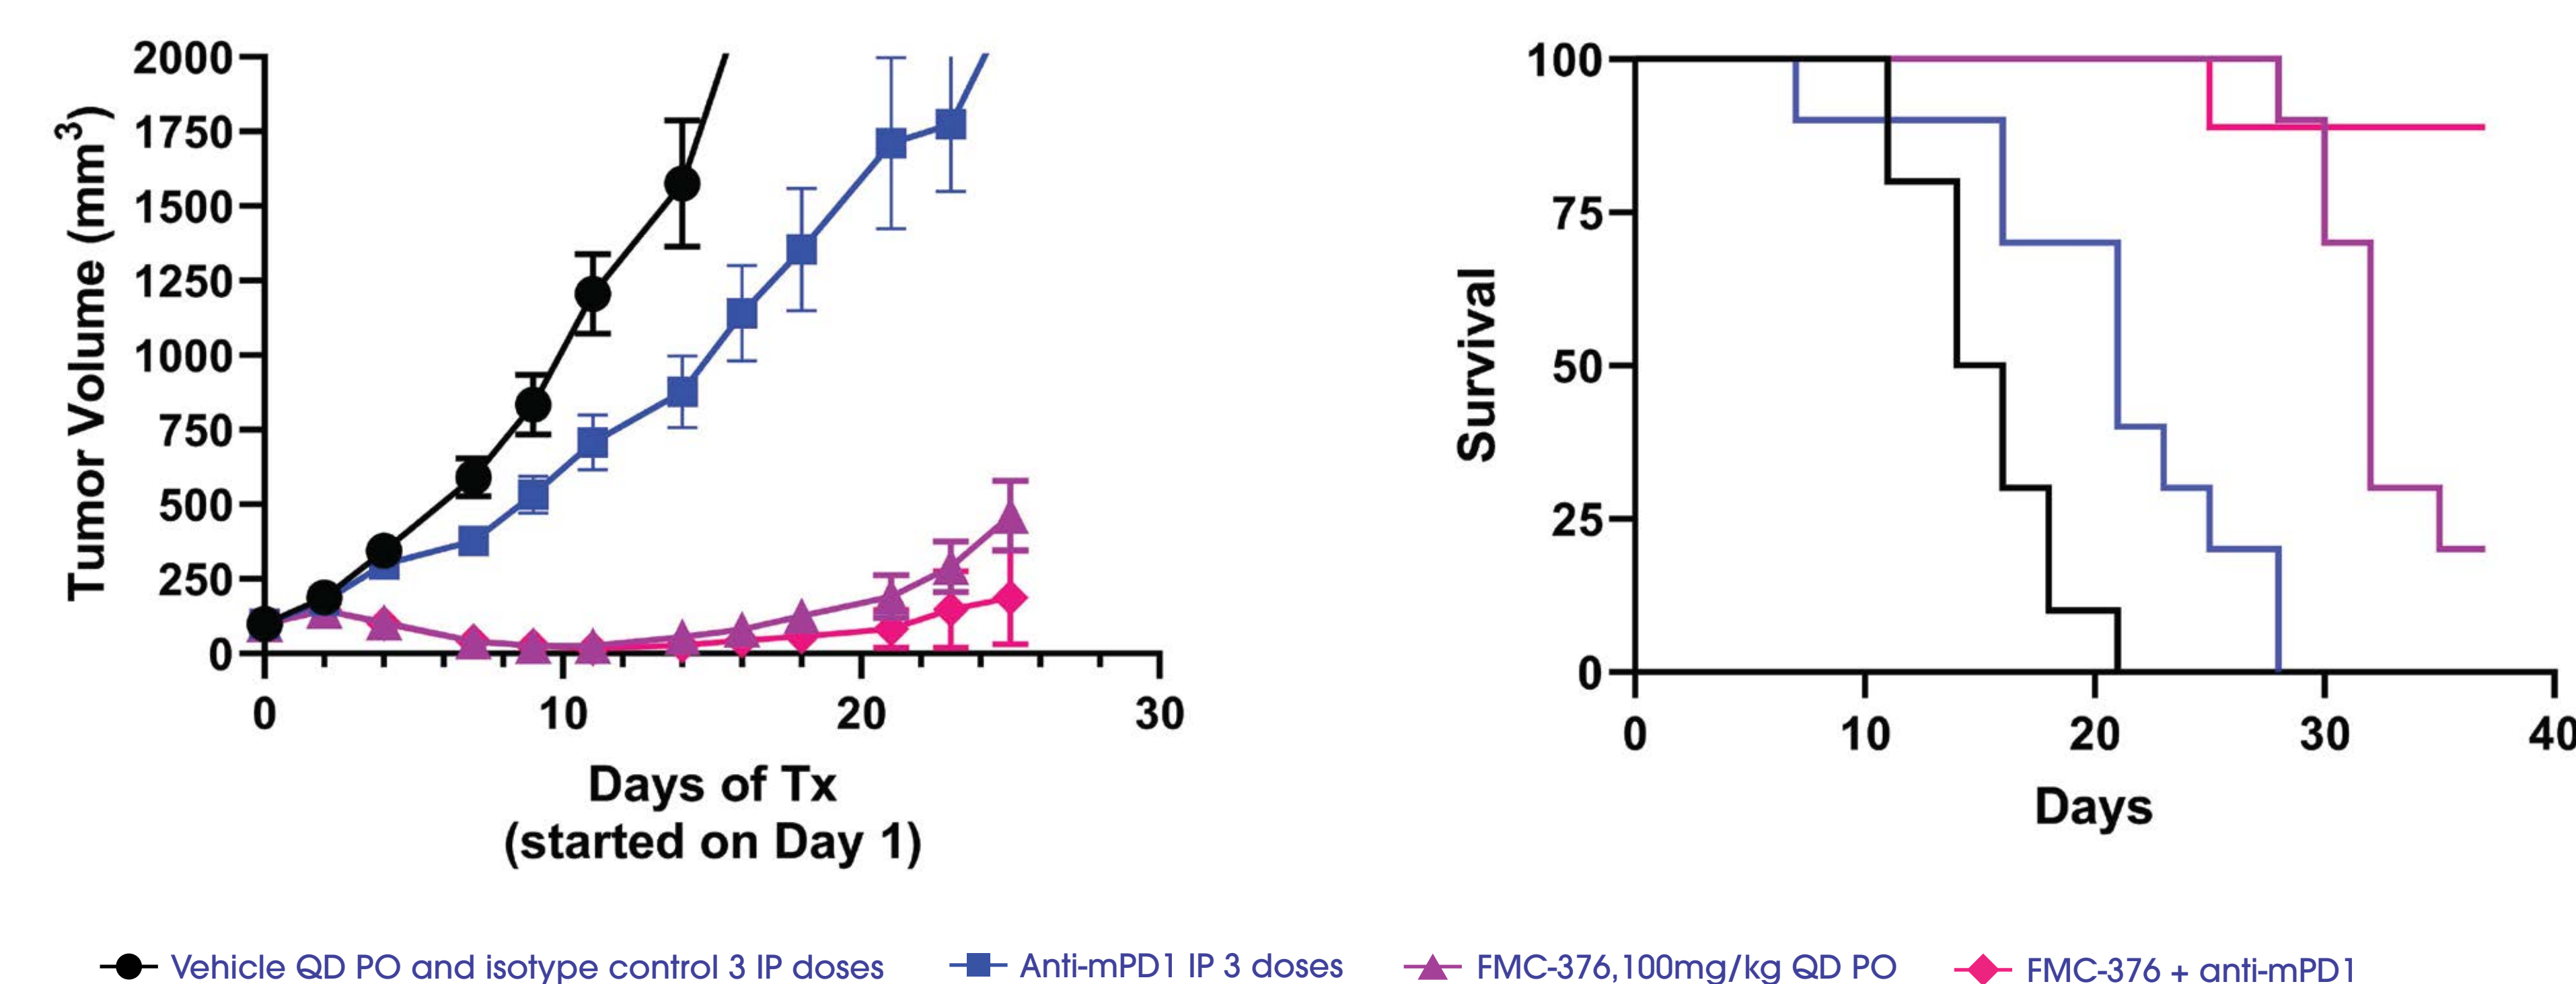 2000
1750
1500
1250
1000
750
500
250
0
Tumor Volume (mm³)
0 10 20 30
Days of Tx
(started on Day 1)
100
75
50
25
0
Survival
0 10 20 30 40
Days
Vehicle QD PO and isotype control 3 IP doses
Anti-mPD1 IP 3 doses
FMC-376,100mg/kg QD PO
FMC-376 + anti-mPD1